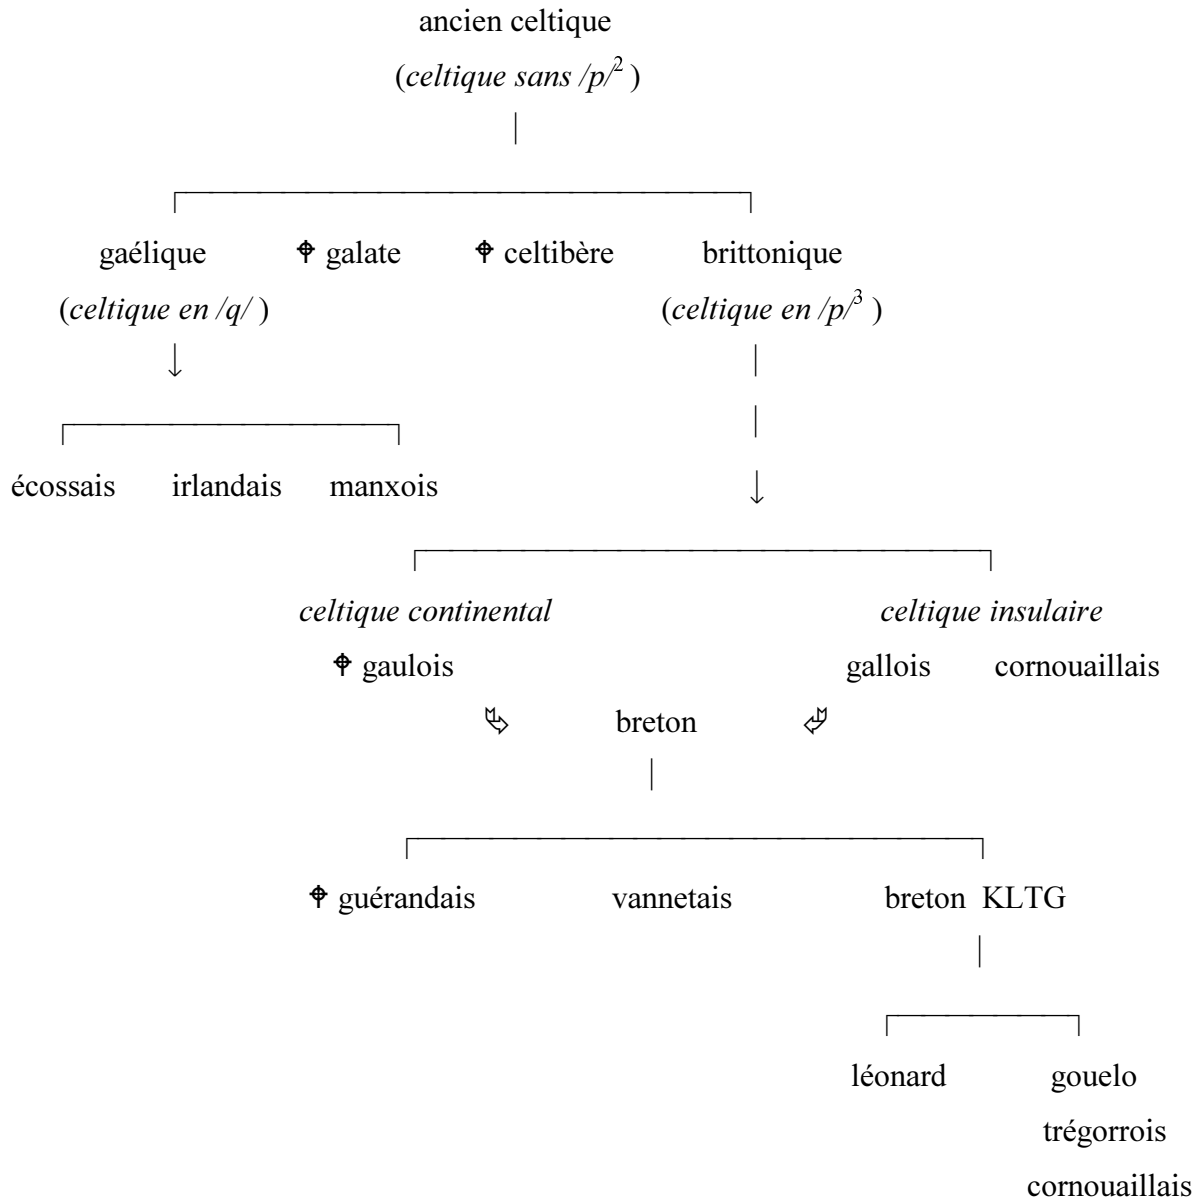 ancien celtique
(celtique sans /p/2 )
gaélique ⌖ galate ⌖ celtibère brittonique
(celtique en /q/ ) (celtique en /p/3 )
écossais irlandais manxois
celtique continental celtique insulaire
⌖ gaulois gallois cornouaillais
breton
⌖ guérandais vannetais breton KLTG
léonard gouelo
trégorrois
cornouaillais